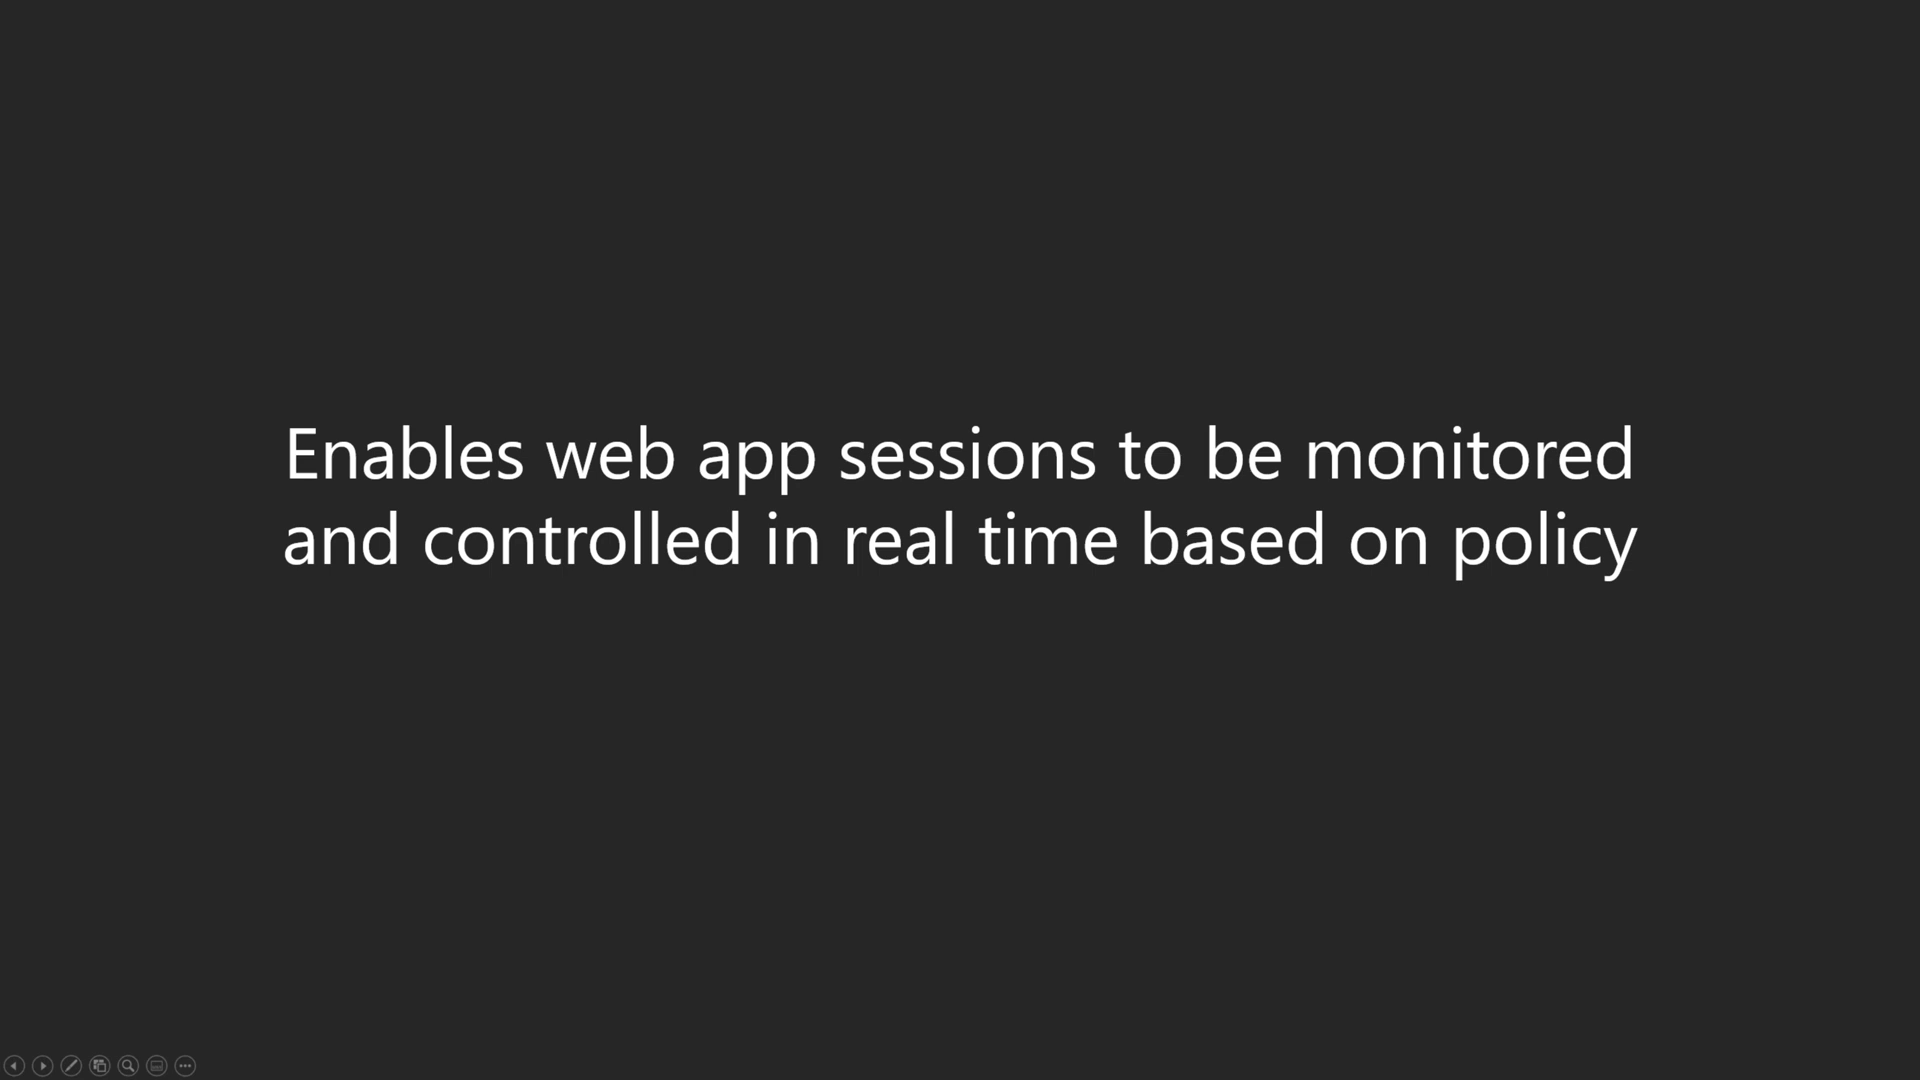 Enables web app sessions to be monitored
and controlled in real time based on policy